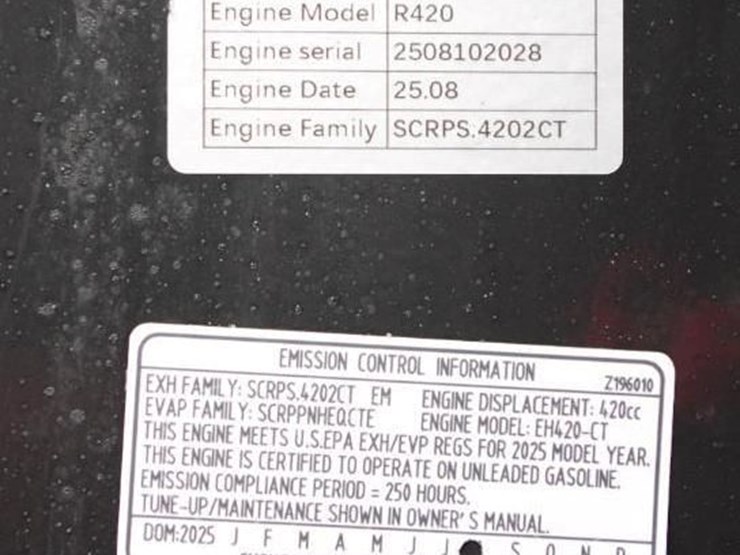 Engine Model R420
Engine serial 2508102028
Engine Date 25.08
Engine Family SCRPS.4202CT
EMISSION CONTROL INFORMATION
Z196010
EXH FAMILY: SCRPS.4202CT EM ENGINE DISPLACEMENT: 420cc
EVAP FAMILY: SCRPPNHEQCTE ENGINE MODEL: EH420-CT
THIS ENGINE MEETS U.S.EPA EXH/EVP REGS FOR 2025 MODEL YEAR.
THIS ENGINE IS CERTIFIED TO OPERATE ON UNLEADED GASOLINE.
EMISSION COMPLIANCE PERIOD = 250 HOURS.
TUNE-UP/MAINTENANCE SHOWN IN OWNER'S MANUAL.
DOM:2025 J F M A M J J S O N D